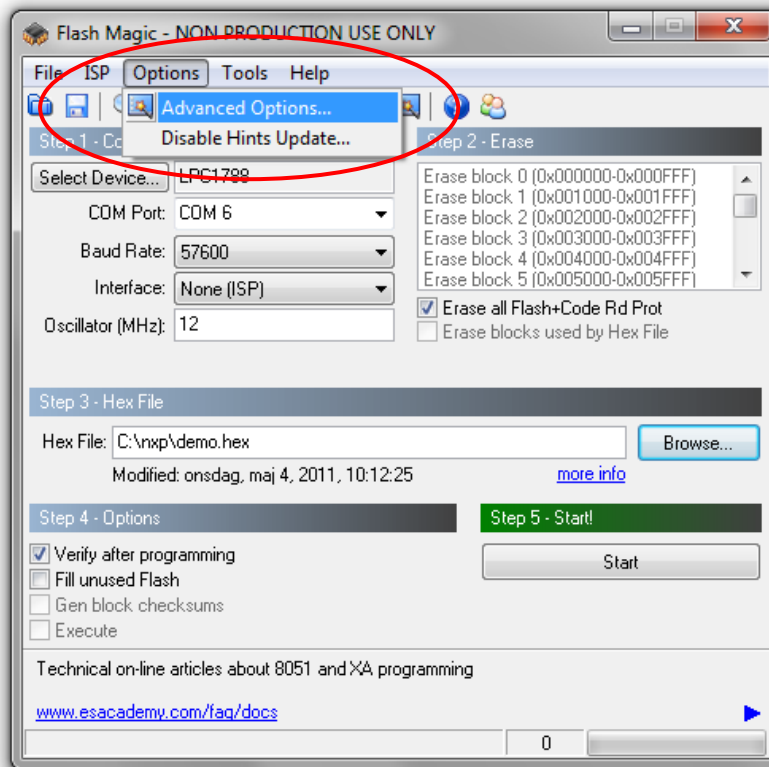 Flash Magic - NON PRODUCTION USE ONLY
File ISP Options Tools Help
Advanced Options...
Disable Hints Update...
Step 1 - Co
Step 2 - Erase
Select Device... LPC1788
COM Port: COM 6
Baud Rate: 57600
Interface: None (ISP)
Oscillator (MHz): 12
Erase block 0 (0x000000-0x000FFF)
Erase block 1 (0x001000-0x001FFF)
Erase block 2 (0x002000-0x002FFF)
Erase block 3 (0x003000-0x003FFF)
Erase block 4 (0x004000-0x004FFF)
Erase block 5 (0x005000-0x005FFF)
Erase all Flash+Code Rd Prot
Erase blocks used by Hex File
Step 3 - Hex File
Hex File: C:\nxp\demo.hex Browse...
Modified: onsdag, maj 4, 2011, 10:12:25 more info
Step 4 - Options
Step 5 - Start!
Verify after programming
Fill unused Flash
Gen block checksums
Execute
Start
Technical on-line articles about 8051 and XA programming
www.esacademy.com/faq/docs
0